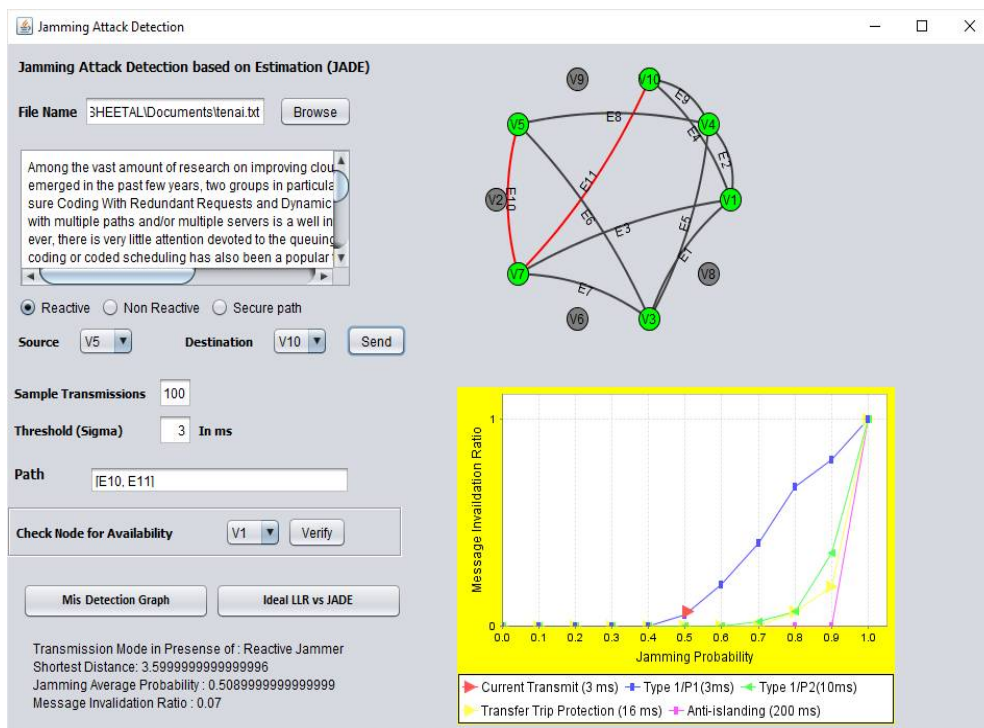 Jamming Attack Detection
Jamming Attack Detection based on Estimation (JADE)
File Name
SHEETAL\Documents\tenai.txt
Browse
Among the vast amount of research on improving clou
emerged in the past few years, two groups in particula
sure Coding With Redundant Requests and Dynamic
with multiple paths and/or multiple servers is a well in
ever, there is very little attention devoted to the queuing
coding or coded scheduling has also been a popular
Reactive Non Reactive Secure path
Source V5 Destination V10 Send
Sample Transmissions 100
Threshold (Sigma) 3 In ms
Path [E10, E11]
Check Node for Availability V1 Verify
Mis Detection Graph Ideal LLR vs JADE
Transmission Mode in Presense of : Reactive Jammer
Shortest Distance: 3.5999999999999996
Jamming Average Probability : 0.5089999999999999
Message Invalidation Ratio : 0.07
V9
V10
E9
V5
E8
V4
E4
E2
E11
V2
E10
V1
E6
E3
E5
E1
V7
V8
E7
V6
V3
Message Invaildation Ratio
1
0
0.0 0.1 0.2 0.3 0.4 0.5 0.6 0.7 0.8 0.9 1.0
Jamming Probability
Current Transmit (3 ms) Type 1/P1(3ms) Type 1/P2(10ms)
Transfer Trip Protection (16 ms) Anti-islanding (200 ms)